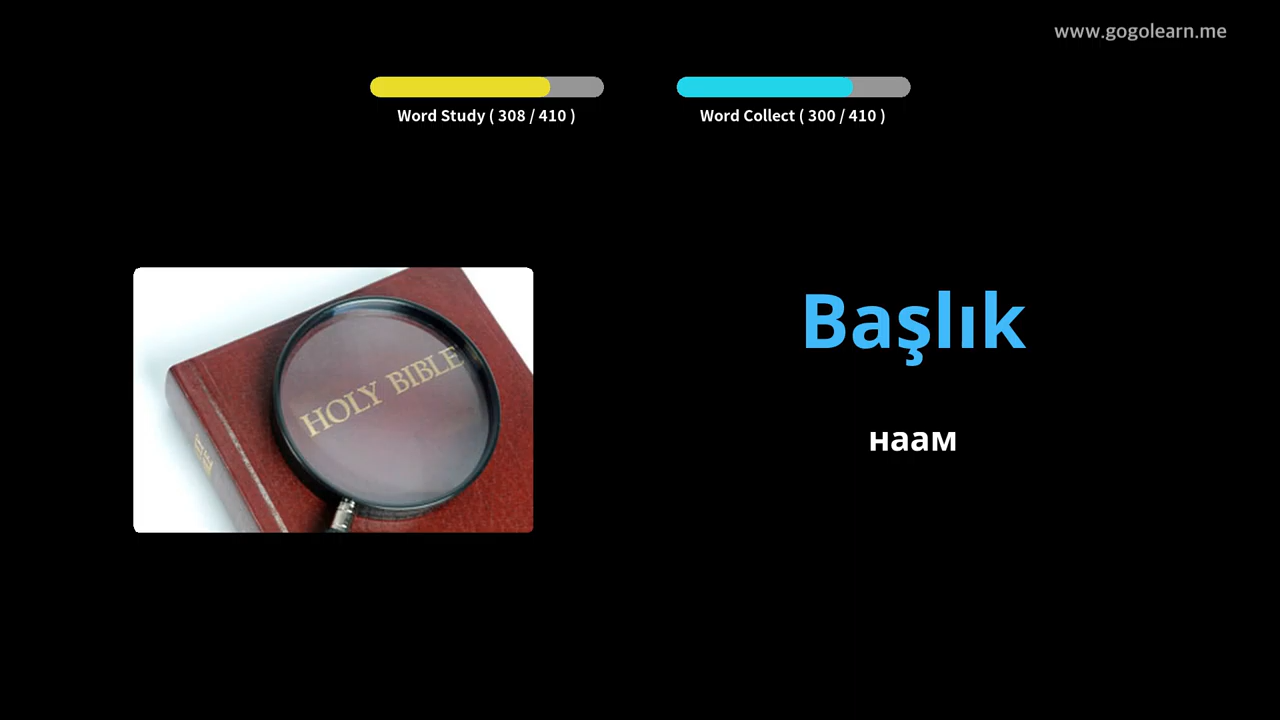 www.gogolearn.me
Word Study ( 308 / 410 )
Word Collect ( 300 / 410 )
Başlık
наам
HOLY BIBLE